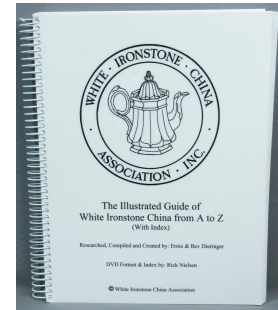 WHITE · IRONSTONE · CHINA
· ASSOCIATION · INC. ·
The Illustrated Guide of
White Ironstone China from A to Z
(With Index)
Researched, Compiled and Created by: Ernie & Bev Dieringer
DVD Format & Index by: Rick Nielsen
© White Ironstone China Association